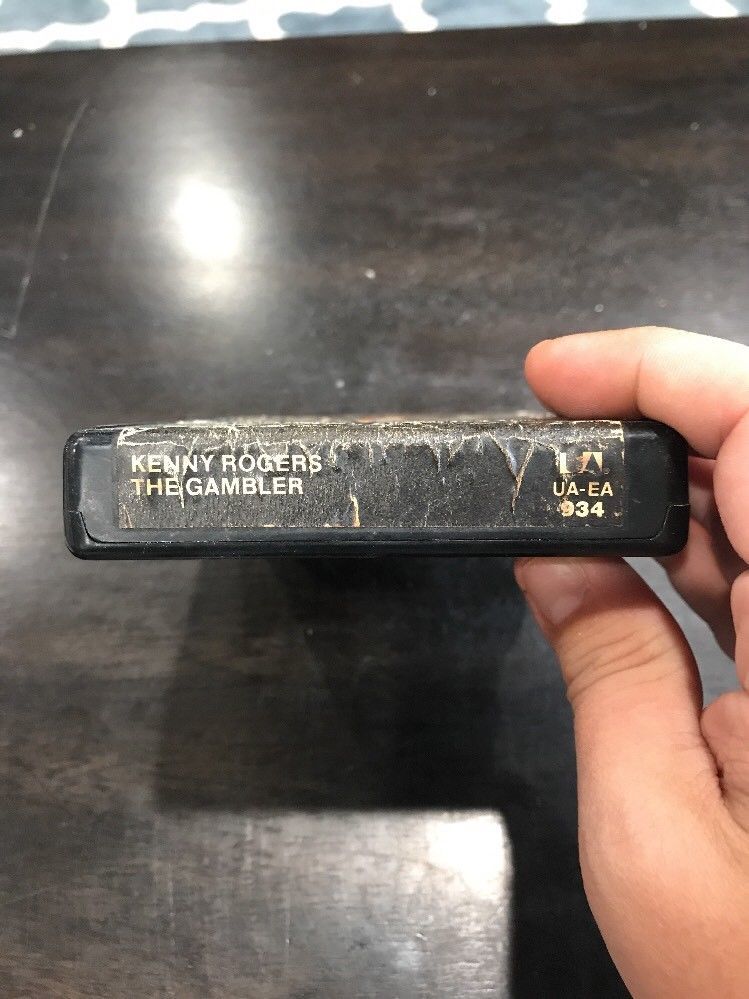 KENNY ROGERS
THE GAMBLER
UA
UA-EA
934